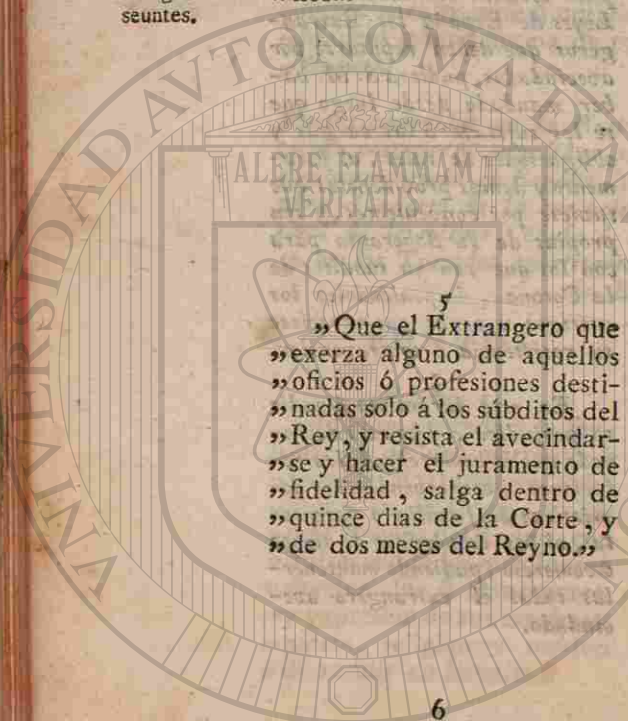 seuntes.
UNIVERSIDAD AUTONOMA
ALERE FLAMMAM
VERITATIS
5
„Que el Extrangero que
„exerza alguno de aquellos
„oficios ó profesiones desti-
„nadas solo á los súbditos del
„Rey, y resista el avecindar-
„se y hacer el juramento de
„fidelidad, salga dentro de
„quince dias de la Corte, y
„de dos meses del Reyno.„
6